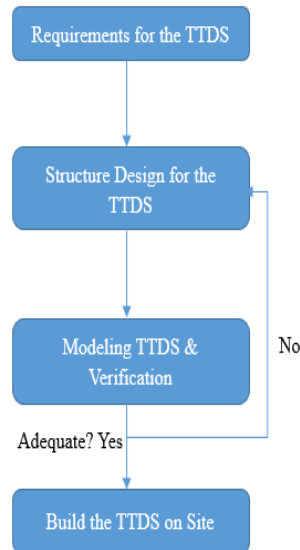 Requirements for the TTDS
Structure Design for the
TTDS
Modeling TTDS &
Verification
No
Adequate? Yes
Build the TTDS on Site